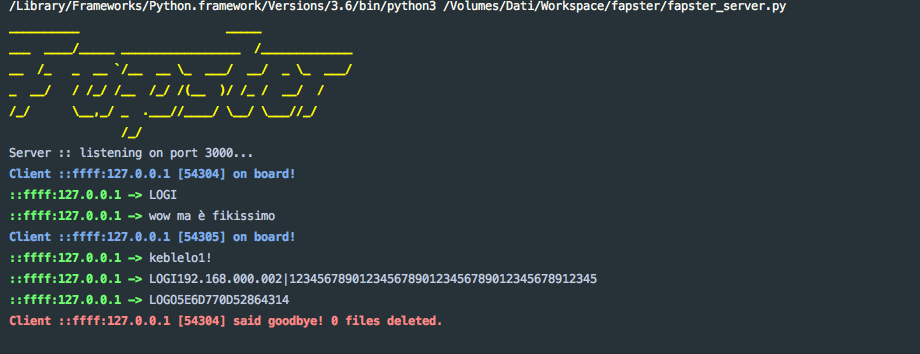 /Library/Frameworks/Python.framework/Versions/3.6/bin/python3 /Volumes/Dati/Workspace/fapster/fapster_server.py
Fapster
Server :: listening on port 3000...
Client ::ffff:127.0.0.1 [54304] on board!
::ffff:127.0.0.1 -> LOGI
::ffff:127.0.0.1 -> wow ma è fikissimo
Client ::ffff:127.0.0.1 [54305] on board!
::ffff:127.0.0.1 -> keblelo1!
::ffff:127.0.0.1 -> LOGI192.168.000.002|12345678901234567890123456789012345678912345
::ffff:127.0.0.1 -> LOGO5E6D770D52864314
Client ::ffff:127.0.0.1 [54304] said goodbye! 0 files deleted.